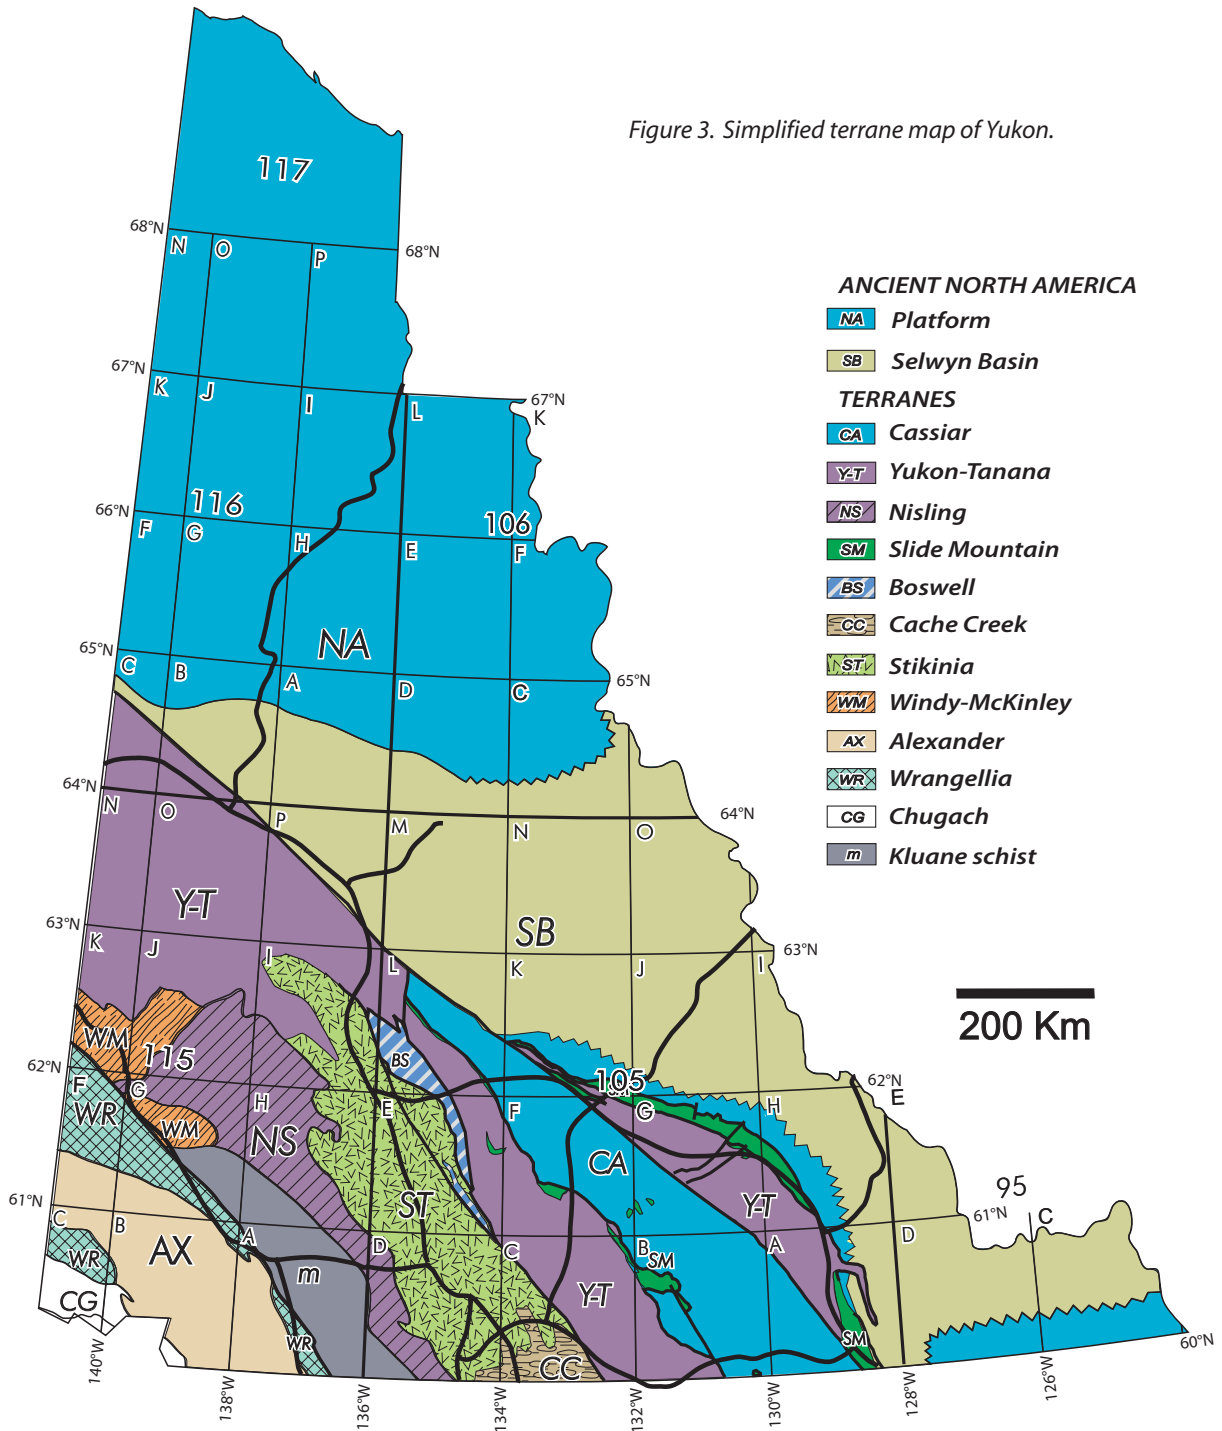 Figure 3. Simplified terrane map of Yukon.
117
68°N
N
O
P
68°N
ANCIENT NORTH AMERICA
NA Platform
SB Selwyn Basin
TERRANES
CA Cassiar
Y-T Yukon-Tanana
NS Nisling
SM Slide Mountain
BS Boswell
CC Cache Creek
ST Stikinia
WM Windy-McKinley
AX Alexander
WR Wrangellia
CG Chugach
m Kluane schist
200 Km
67°N
K
J
I
L
67°N
K
66°N
116
106
F
G
H
E
F
NA
65°N
C
B
A
D
C
65°N
64°N
N
O
P
M
N
O
64°N
Y-T
SB
63°N
K
J
I
L
K
J
I
63°N
WM
115
BS
62°N
105
62°N
F
G
H
E
F
G
H
E
WR
WM
NS
CA
ST
Y-T
95
61°N
61°N
C
B
A
D
C
B
A
D
C
WR
AX
m
SM
CG
Y-T
WR
CC
SM
60°N
140°W
138°W
136°W
134°W
132°W
130°W
128°W
126°W